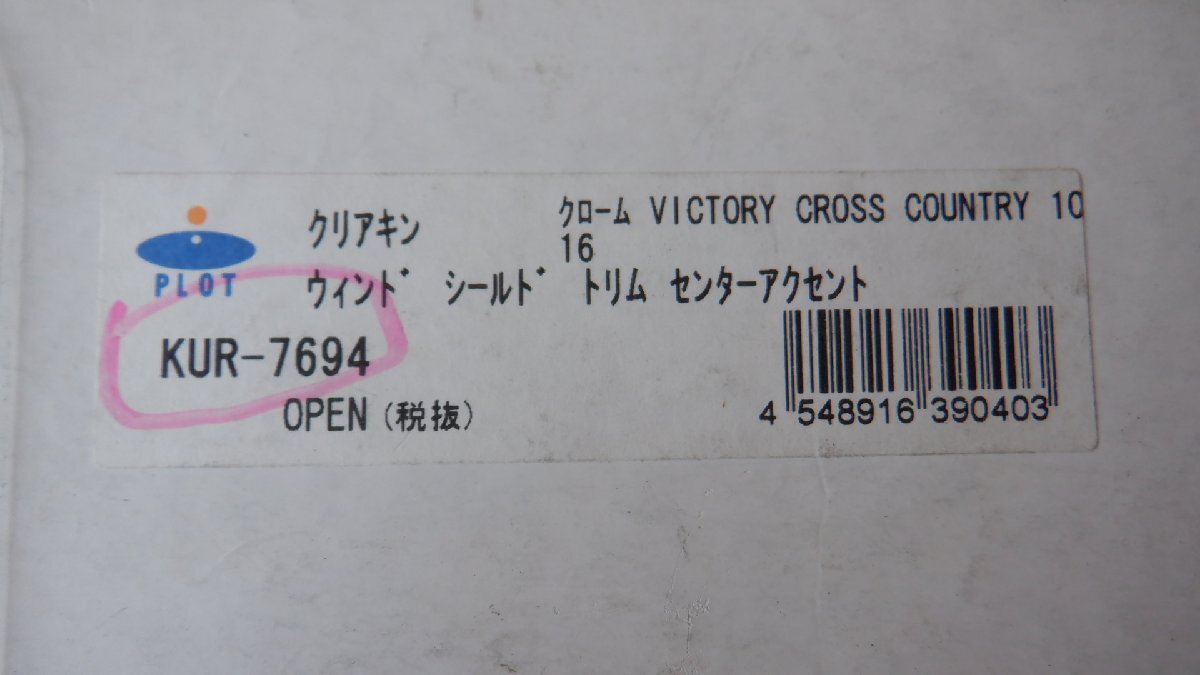 PLOT
クリアキン
クローム VICTORY CROSS COUNTRY 10
16
ウィンド シールド トリム センターアクセント
KUR-7694
OPEN (税抜)
4 548916 390403